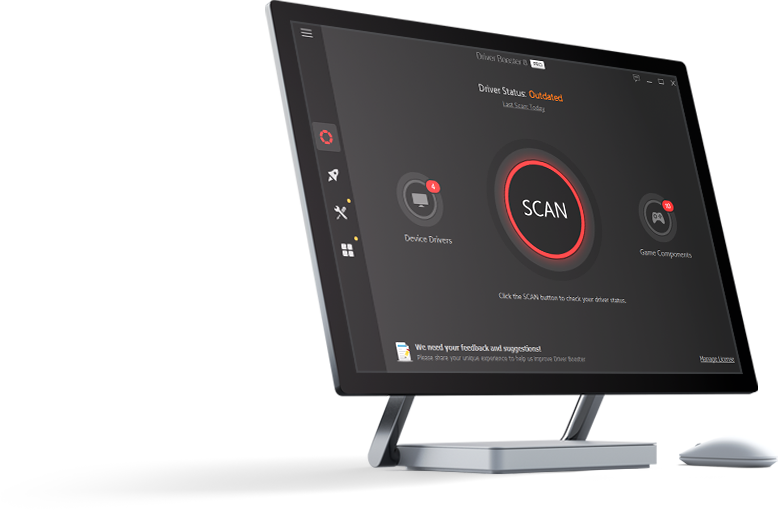 Driver Booster 8 PRO
Driver Status: Outdated
Last Scan: Today
4
SCAN
10
Device Drivers
Game Components
Click the SCAN button to check your driver status.
We need your feedback and suggestions!
Please share your unique experience to help us improve Driver Booster
Manage License